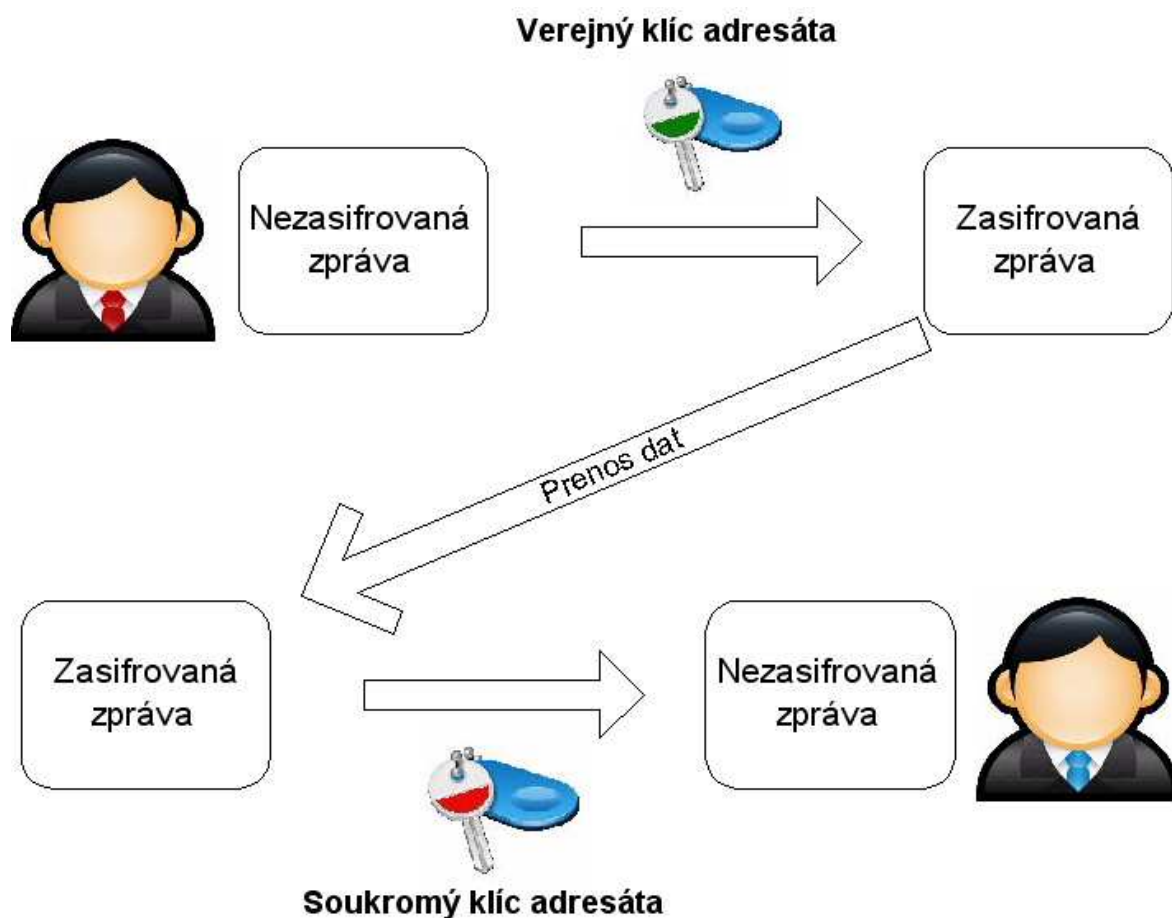 Verejný klíc adresáta
Nezasifrovaná
zpráva
Zasifrovaná
zpráva
Prenos dat
Zasifrovaná
zpráva
Nezasifrovaná
zpráva
Soukromý klíc adresáta